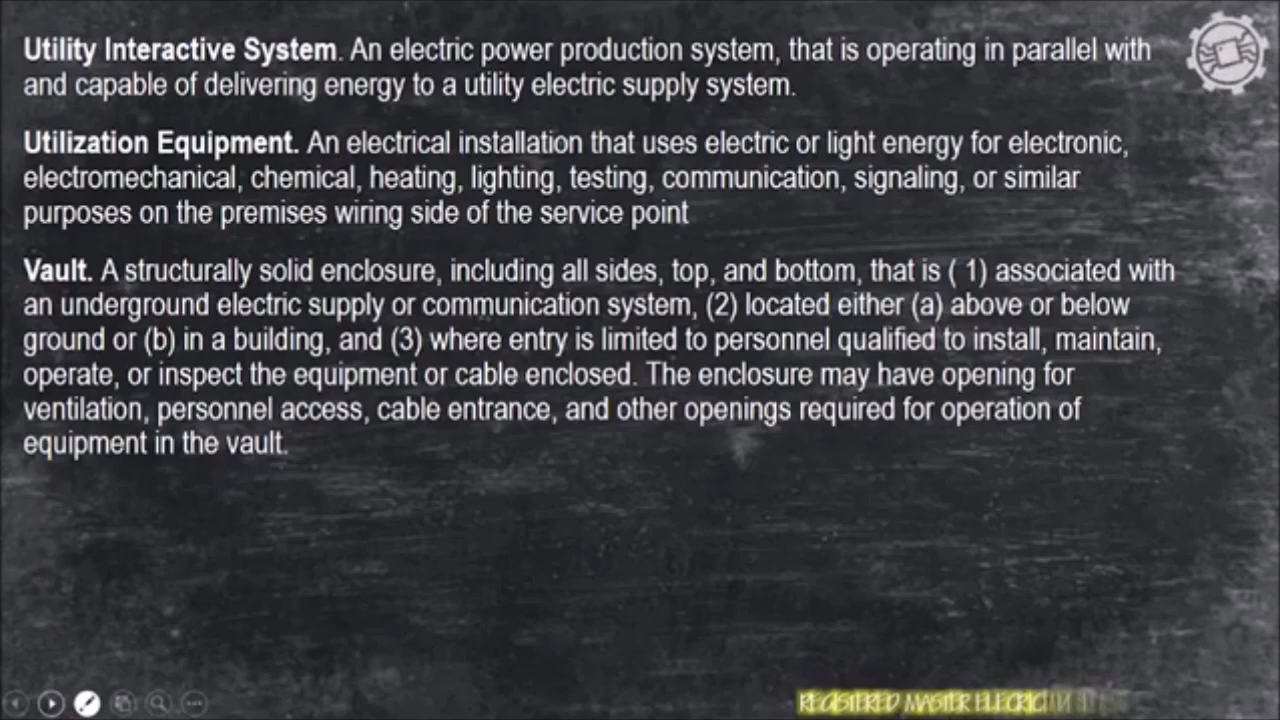 Utility Interactive System. An electric power production system, that is operating in parallel with
and capable of delivering energy to a utility electric supply system.
Utilization Equipment. An electrical installation that uses electric or light energy for electronic,
electromechanical, chemical, heating, lighting, testing, communication, signaling, or similar
purposes on the premises wiring side of the service point
Vault. A structurally solid enclosure, including all sides, top, and bottom, that is ( 1) associated with
an underground electric supply or communication system, (2) located either (a) above or below
ground or (b) in a building, and (3) where entry is limited to personnel qualified to install, maintain,
operate, or inspect the equipment or cable enclosed. The enclosure may have opening for
ventilation, personnel access, cable entrance, and other openings required for operation of
equipment in the vault.
REGISTERED MASTER